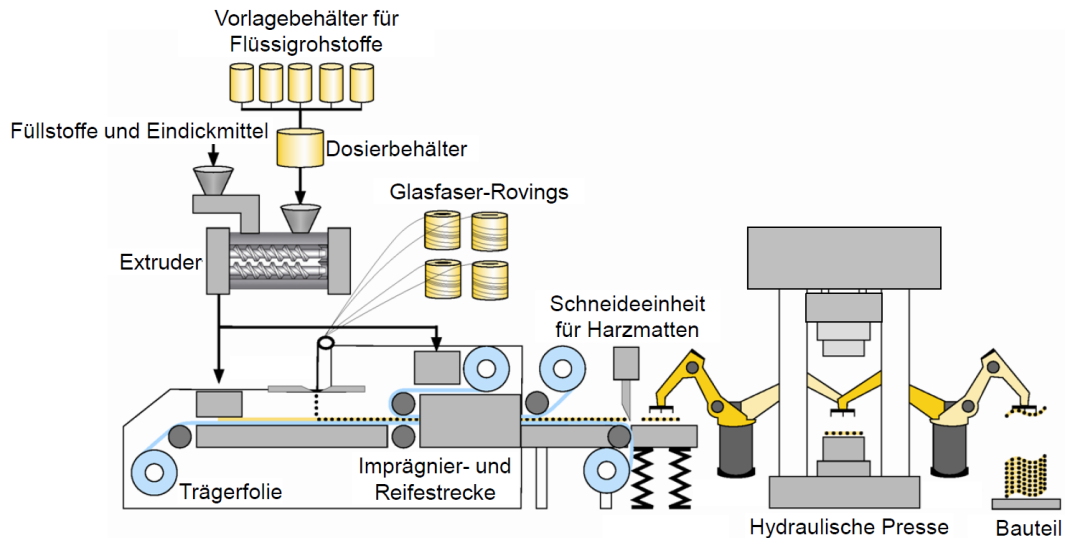 Vorlagebehälter für
Flüssigrohstoffe
Füllstoffe und Eindickmittel
Dosierbehälter
Glasfaser-Rovings
Extruder
Schneideeinheit
für Harzmatten
Trägerfolie
Imprägnier- und
Reifestrecke
Hydraulische Presse
Bauteil